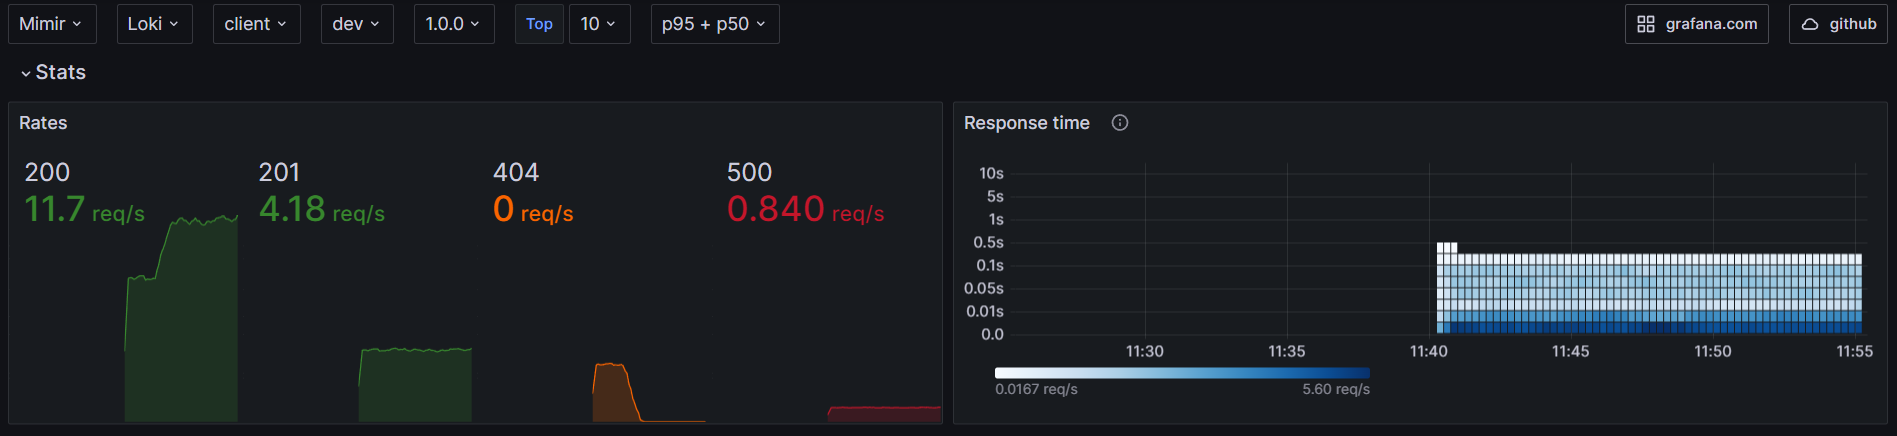 Mimir Loki client dev 1.0.0 Top 10 p95 + p50 grafana.com github
Stats
Rates
200 201 404 500
11.7 req/s 4.18 req/s 0 req/s 0.840 req/s
Response time
10s
5s
1s
0.5s
0.1s
0.05s
0.01s
0.0
11:30 11:35 11:40 11:45 11:50 11:55
0.0167 req/s 5.60 req/s